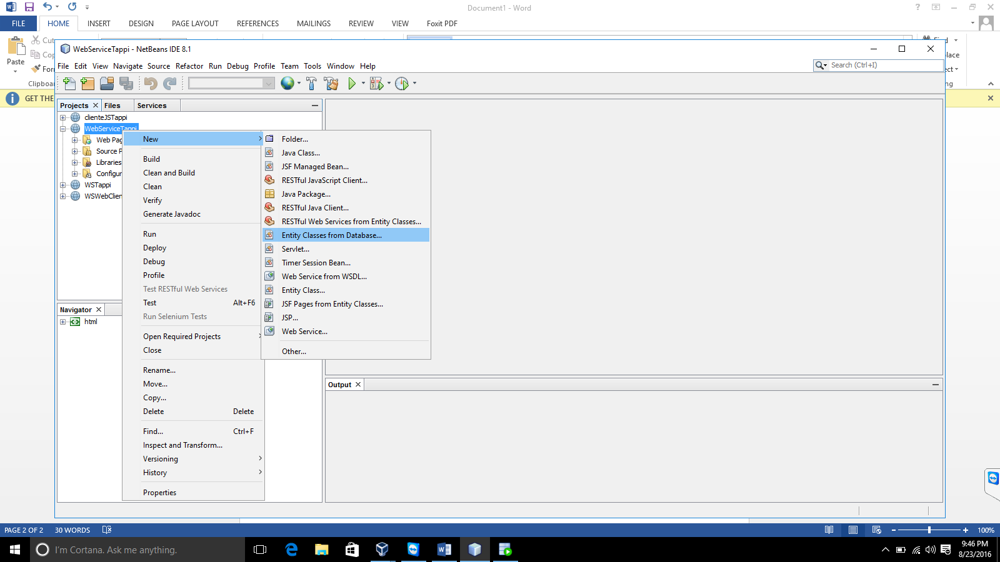 Document1 - Word
FILE
HOME
INSERT
DESIGN
PAGE LAYOUT
REFERENCES
MAILINGS
REVIEW
VIEW
Foxit PDF
Cut
Paste
WebServiceTappi - NetBeans IDE 8.1
File Edit View Navigate Source Refactor Run Debug Profile Team Tools Window Help
Search (Ctrl+I)
GET THE
Projects
Files
Services
clienteJSTappi
WebServiceTappi
Web Pag
Source P
Libraries
Configur
WSTappi
WSWebClien
Navigator
html
New
Build
Clean and Build
Clean
Verify
Generate Javadoc
Run
Deploy
Debug
Profile
Test RESTful Web Services
Test Alt+F6
Run Selenium Tests
Open Required Projects
Close
Rename...
Move...
Copy...
Delete Delete
Find... Ctrl+F
Inspect and Transform...
Versioning
History
Properties
Folder...
Java Class...
JSF Managed Bean...
RESTful JavaScript Client...
Java Package...
RESTful Java Client...
RESTful Web Services from Entity Classes...
Entity Classes from Database...
Servlet...
Timer Session Bean...
Web Service from WSDL...
Entity Class...
JSF Pages from Entity Classes...
JSP...
Web Service...
Other...
Output
PAGE 2 OF 2
30 WORDS
100%
I'm Cortana. Ask me anything.
9:46 PM
8/23/2016